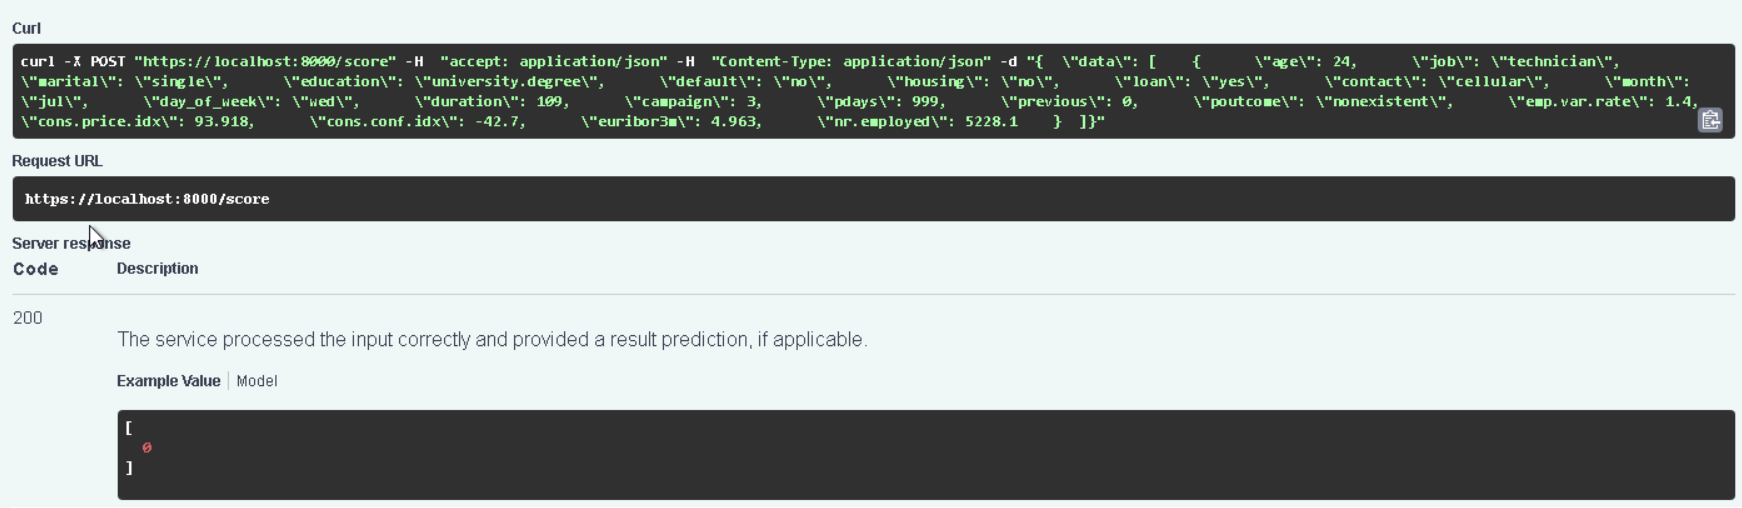 Curl
curl -X POST "https://localhost:8000/score" -H  "accept: application/json" -H  "Content-Type: application/json" -d "{  \"data\": [    {      \"age\": 24,      \"job\": \"technician\",
\"marital\": \"single\",      \"education\": \"university.degree\",      \"default\": \"no\",      \"housing\": \"no\",      \"loan\": \"yes\",      \"contact\": \"cellular\",      \"month\":
\"jul\",      \"day_of_week\": \"wed\",      \"duration\": 109,      \"campaign\": 3,      \"pdays\": 999,      \"previous\": 0,      \"poutcome\": \"nonexistent\",      \"emp.var.rate\": 1.4,
\"cons.price.idx\": 93.918,      \"cons.conf.idx\": -42.7,      \"euribor3m\": 4.963,      \"nr.employed\": 5228.1    }  ]}"
Request URL
https://localhost:8000/score
Server response
Code Description
200
The service processed the input correctly and provided a result prediction, if applicable.
Example Value | Model
[
0
]